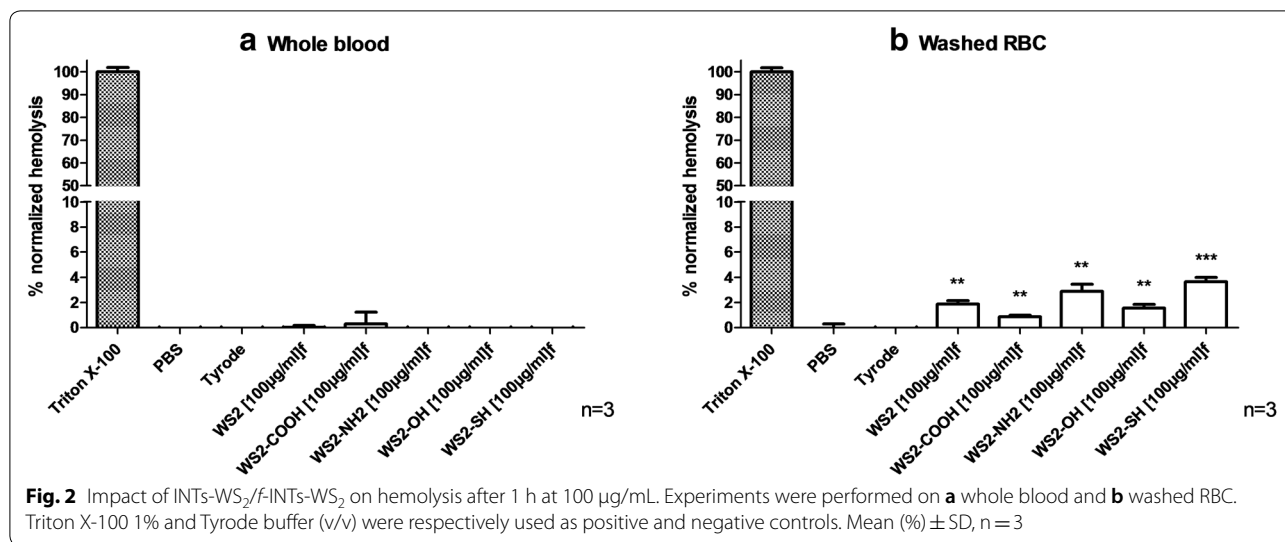 a Whole blood
% normalized hemolysis
100
90
80
70
60
50
10
8
6
4
2
0
Triton X-100
PBS
Tyrode
WS2 [100µg/ml]f
WS2-COOH [100µg/ml]f
WS2-NH2 [100µg/ml]f
WS2-OH [100µg/ml]f
WS2-SH [100µg/ml]f
n=3
b Washed RBC
% normalized hemolysis
100
90
80
70
60
50
10
8
6
4
2
0
**
**
**
**
***
Triton X-100
PBS
Tyrode
WS2 [100µg/ml]f
WS2-COOH [100µg/ml]f
WS2-NH2 [100µg/ml]f
WS2-OH [100µg/ml]f
WS2-SH [100µg/ml]f
n=3
Fig. 2 Impact of INTs-WS₂/f-INTs-WS₂ on hemolysis after 1 h at 100 µg/mL. Experiments were performed on a whole blood and b washed RBC.
Triton X-100 1% and Tyrode buffer (v/v) were respectively used as positive and negative controls. Mean (%) ± SD, n = 3